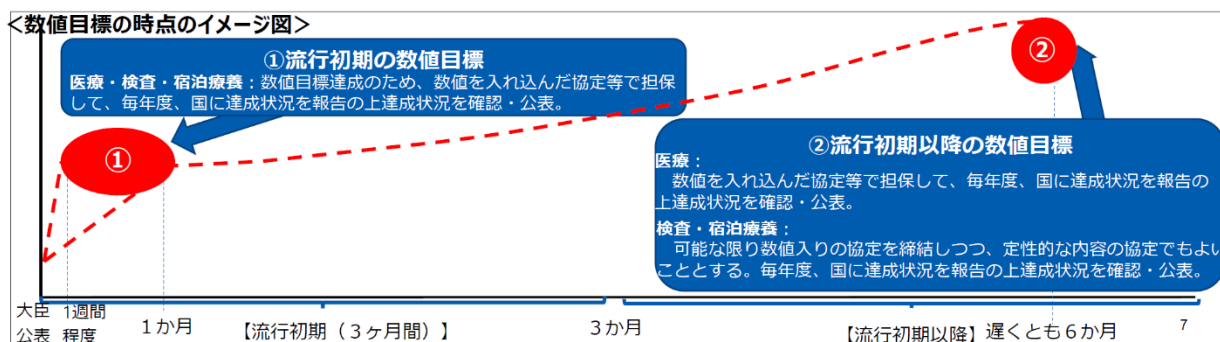 ＜数値目標の時点のイメージ図＞
①流行初期の数値目標
医療・検査・宿泊療養：数値目標達成のため、数値を入れ込んだ協定等で担保
して、毎年度、国に達成状況を報告の上達成状況を確認・公表。
①
②
②流行初期以降の数値目標
医療：
数値を入れ込んだ協定等で担保して、毎年度、国に達成状況を報告の
上達成状況を確認・公表。
検査・宿泊療養：
可能な限り数値入りの協定を締結しつつ、定性的な内容の協定でもよい
こととする。毎年度、国に達成状況を報告の上達成状況を確認・公表。
大臣
公表
1週間
程度
１か月
【流行初期（３ヶ月間）】
３か月
【流行初期以降】
遅くとも６か月
7